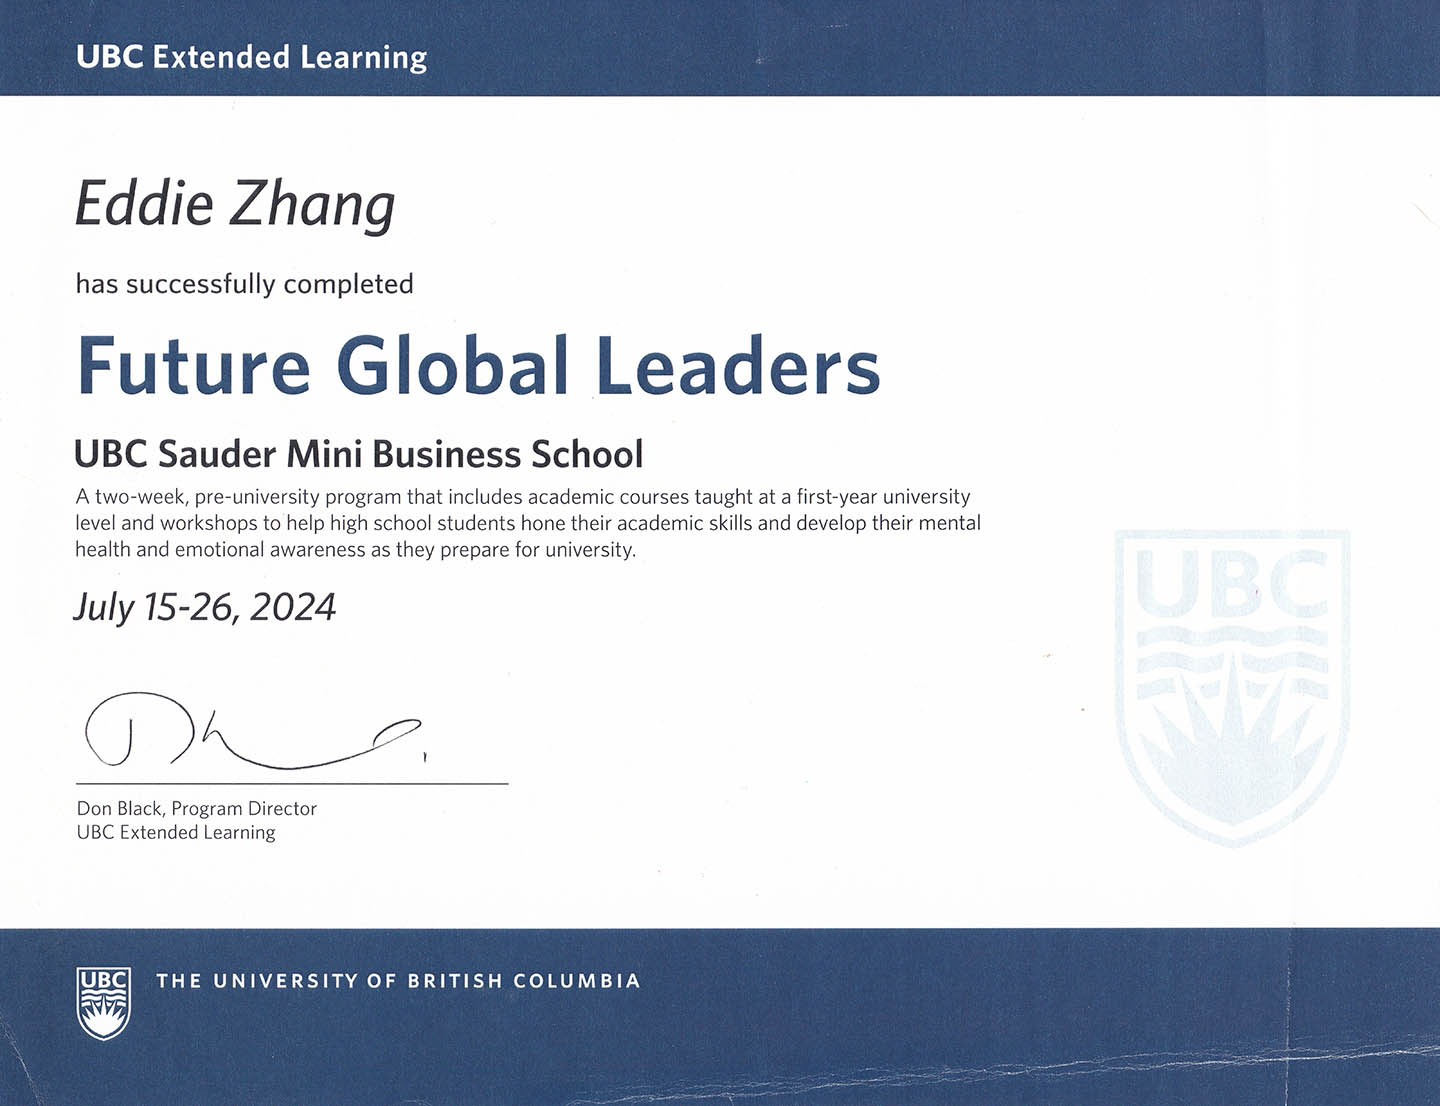 UBC Extended Learning
Eddie Zhang
has successfully completed
Future Global Leaders
UBC Sauder Mini Business School
A two-week, pre-university program that includes academic courses taught at a first-year university
level and workshops to help high school students hone their academic skills and develop their mental
health and emotional awareness as they prepare for university.
July 15-26, 2024
UBC
Don Black, Program Director
UBC Extended Learning
UBC
THE UNIVERSITY OF BRITISH COLUMBIA